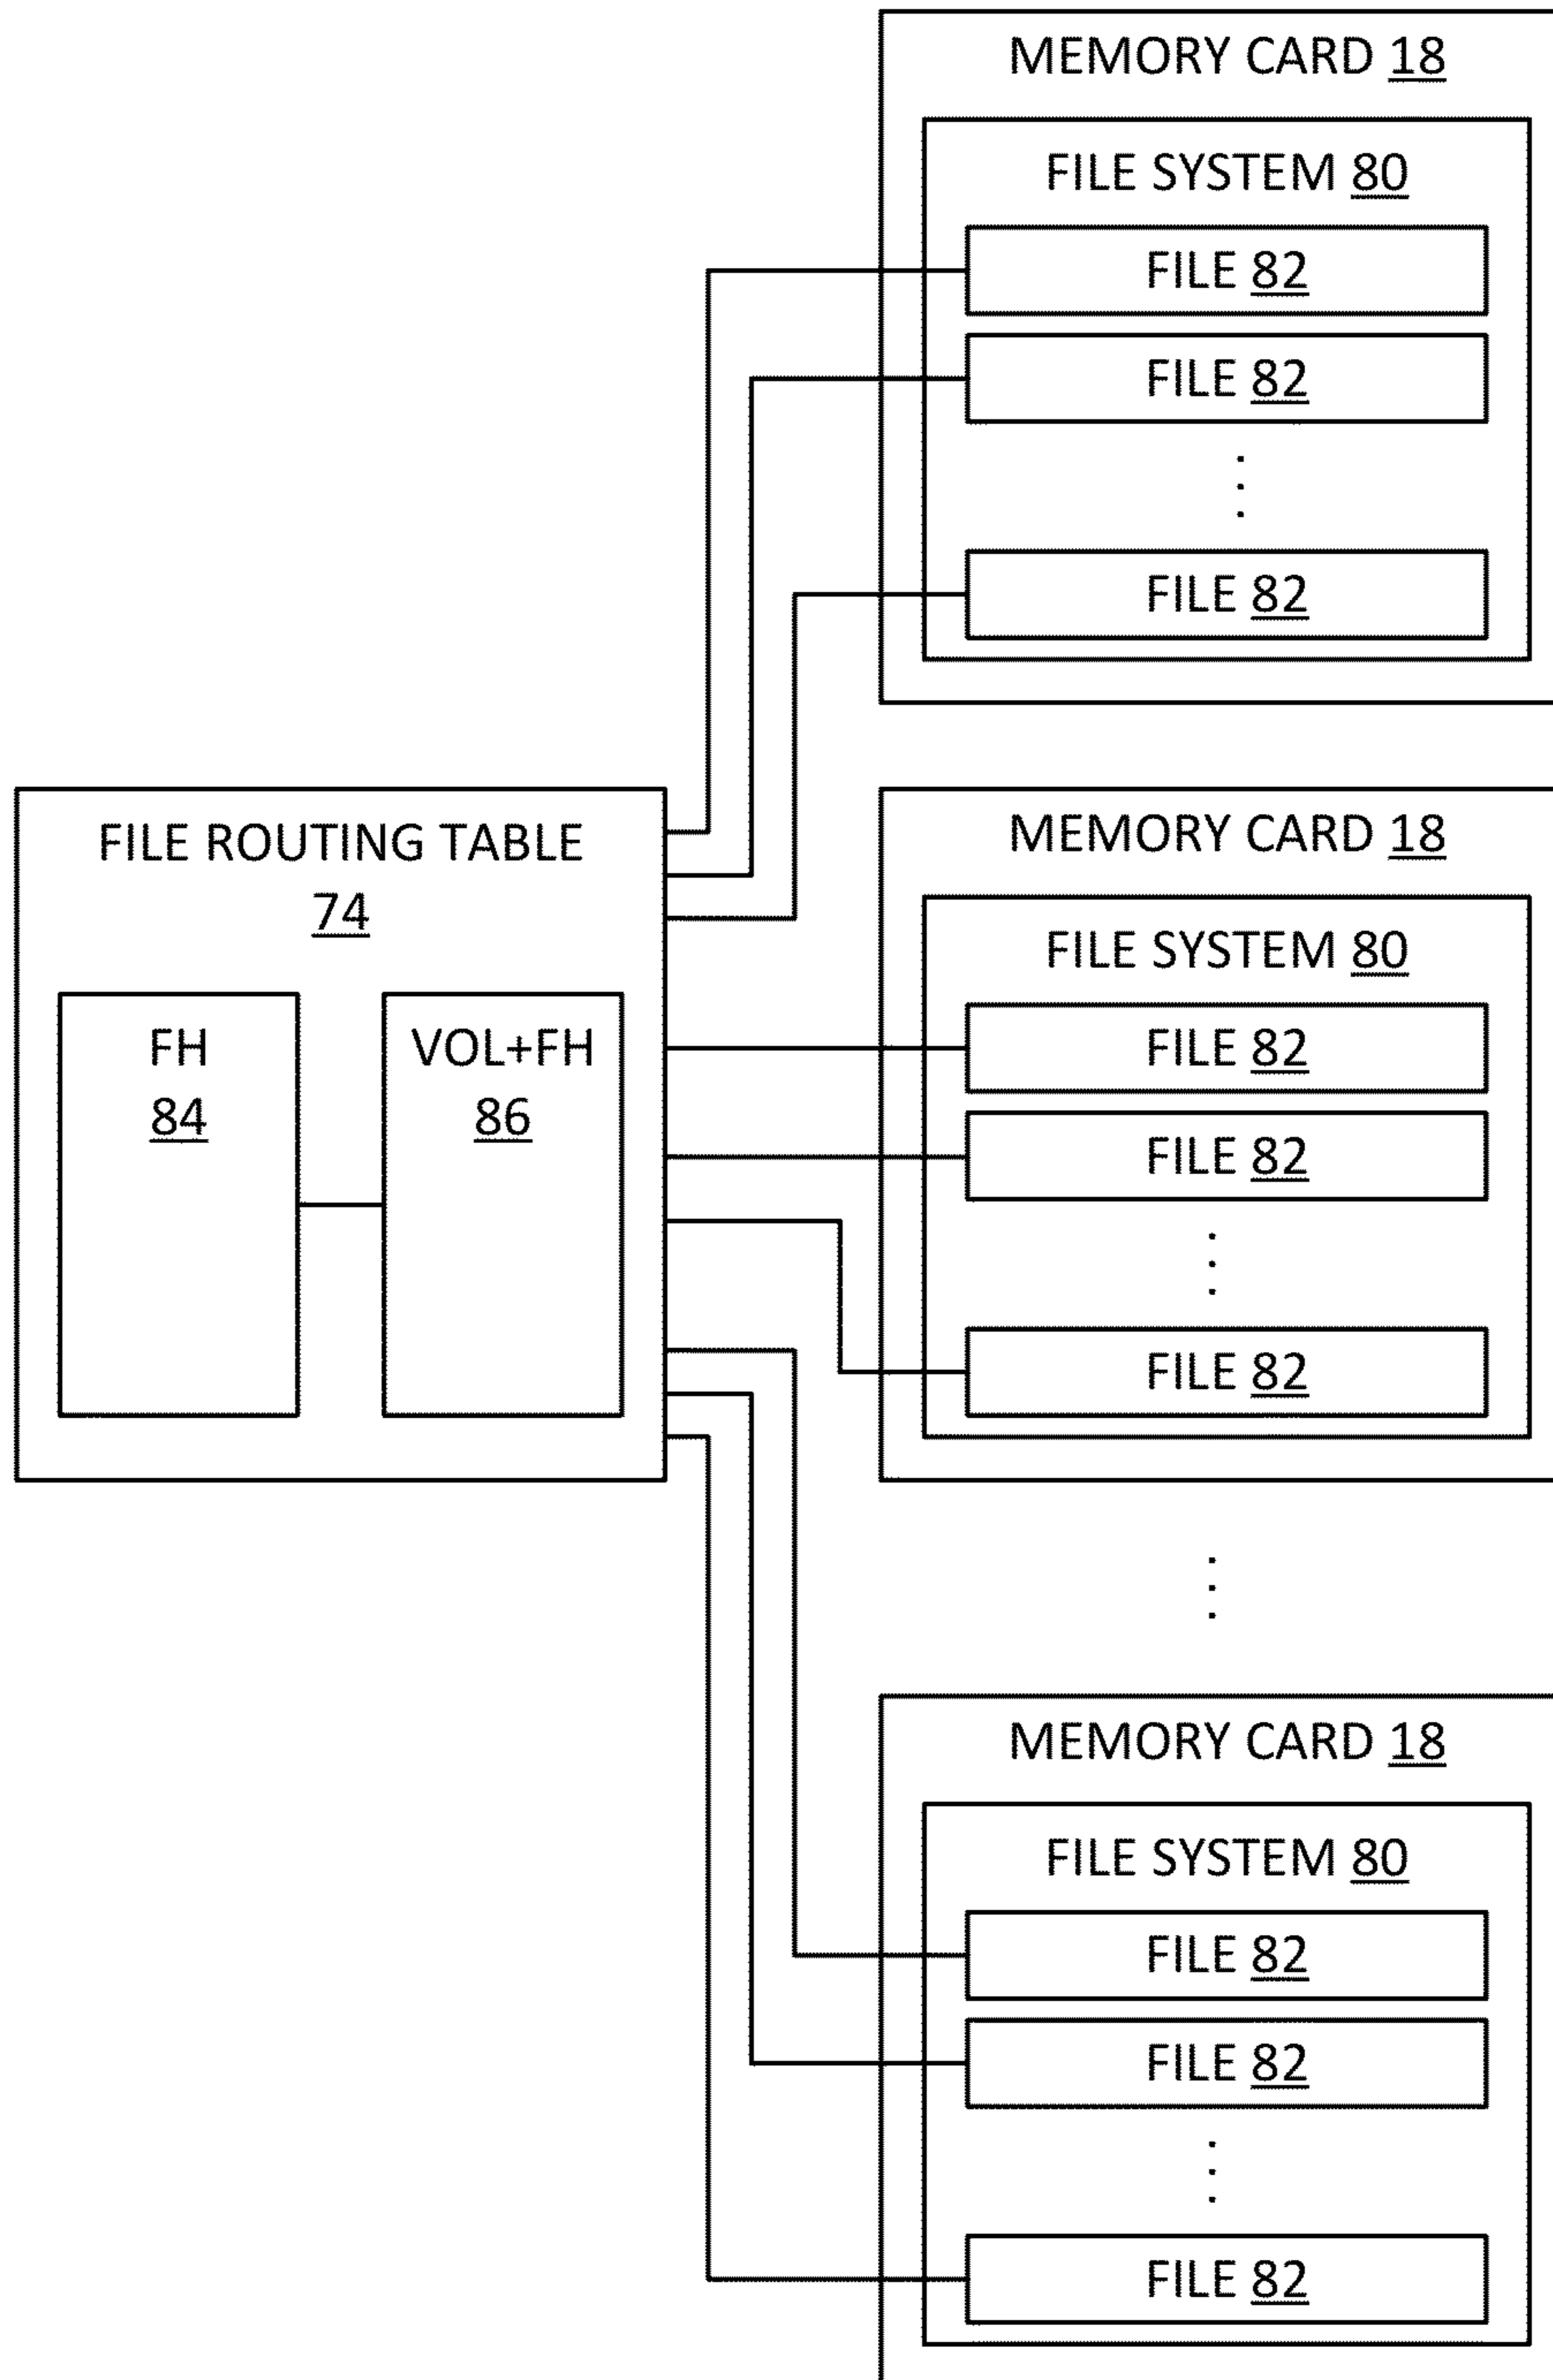 MEMORY CARD 18
FILE SYSTEM 80
FILE 82
FILE 82
FILE 82
FILE ROUTING TABLE
74
FH
84
VOL+FH
86
MEMORY CARD 18
FILE SYSTEM 80
FILE 82
FILE 82
FILE 82
MEMORY CARD 18
FILE SYSTEM 80
FILE 82
FILE 82
FILE 82